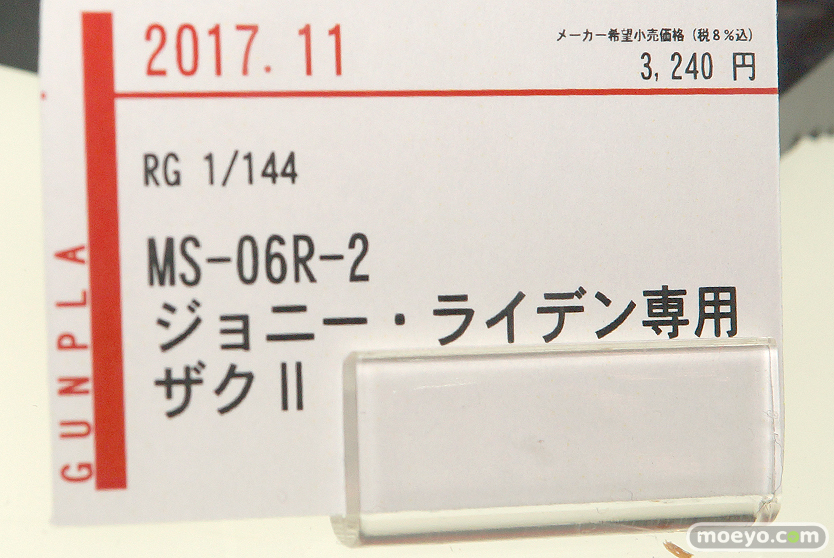 2017.11
メーカー希望小売価格（税８％込）
3,240 円
RG 1/144
MS-06R-2
ジョニー・ライデン専用
ザクⅡ
GUNPLA
moeyo.com